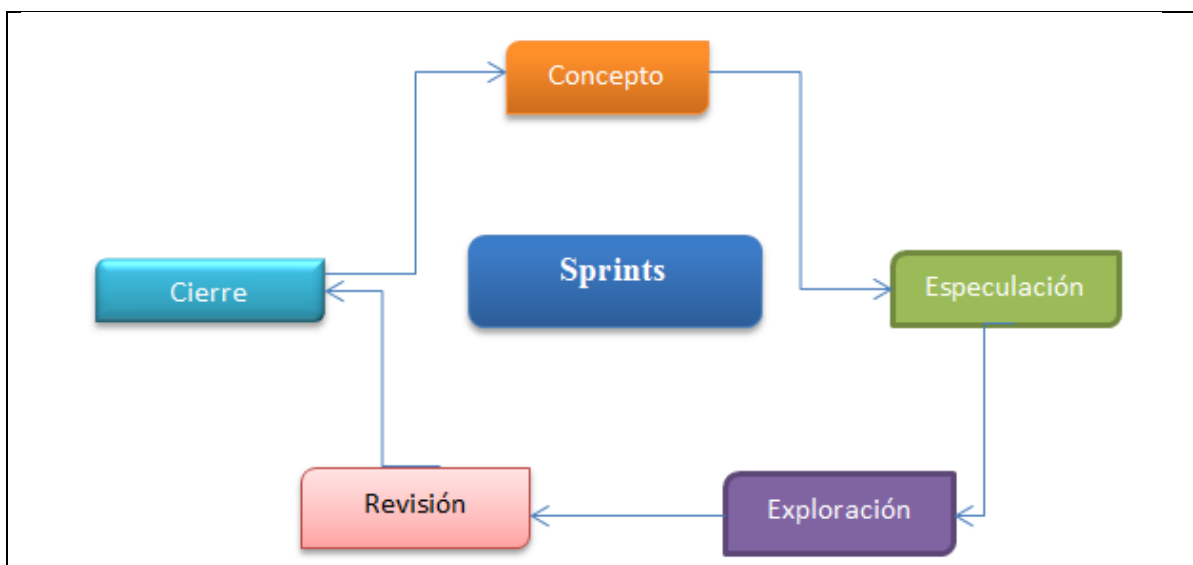 Concepto
Sprints
Especulación
Cierre
Revisión
Exploración